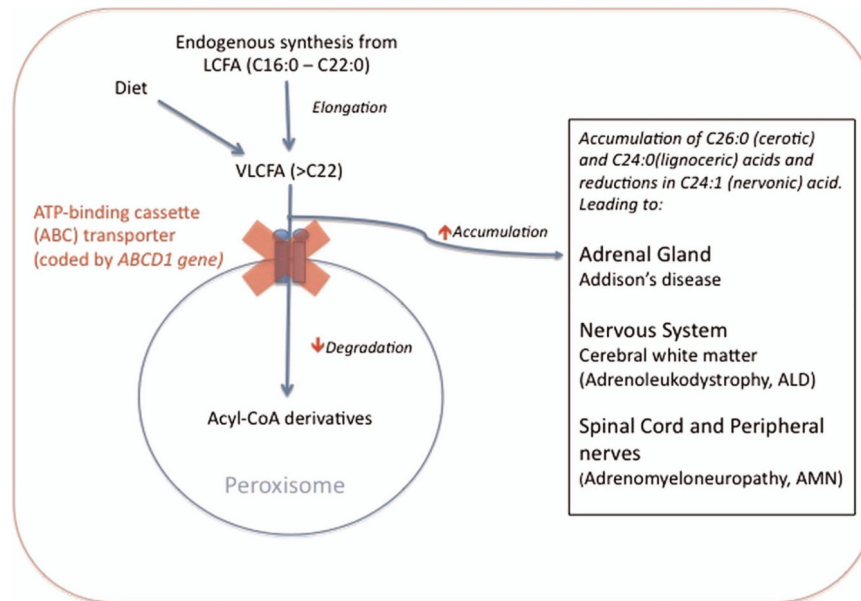 Endogenous synthesis from
LCFA (C16:0 – C22:0)
Diet
Elongation
VLCFA (>C22)
ATP-binding cassette
(ABC) transporter
(coded by ABCD1 gene)
Accumulation
Degradation
Acyl-CoA derivatives
Peroxisome
Accumulation of C26:0 (cerotic)
and C24:0(lignoceric) acids and
reductions in C24:1 (nervonic) acid.
Leading to:
Adrenal Gland
Addison's disease
Nervous System
Cerebral white matter
(Adrenoleukodystrophy, ALD)
Spinal Cord and Peripheral
nerves
(Adrenomyeloneuropathy, AMN)